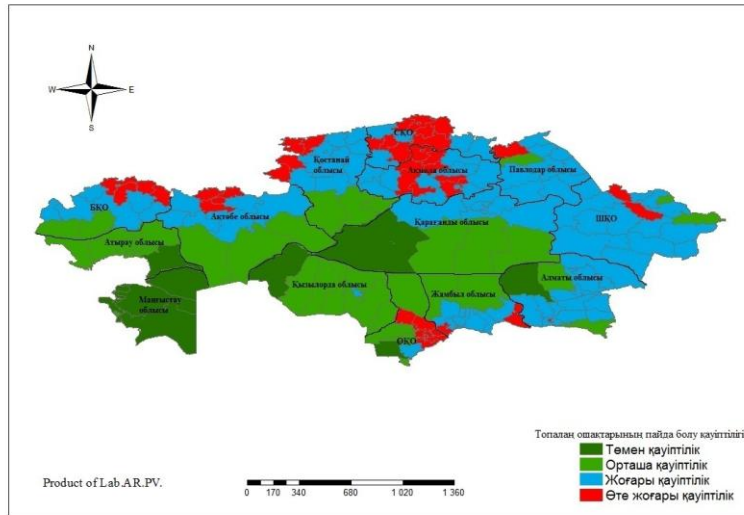 N
W E
S
СҚО
Қостанай
облысы
Ақмола облысы
Павлодар облысы
БҚО
Ақтөбе облысы
Қарағанды облысы
ШҚО
Атырау облысы
Маңғыстау
облысы
Қызылорда облысы
Жамбыл облысы
Алматы облысы
ОҚО
Топалаң ошақтарының пайда болу қауіптілігі
Төмен қауіптілік
Орташа қауіптілік
Жоғары қауіптілік
Өте жоғары қауіптілік
Product of Lab.AR.PV.
0 170 340 680 1 020 1 360